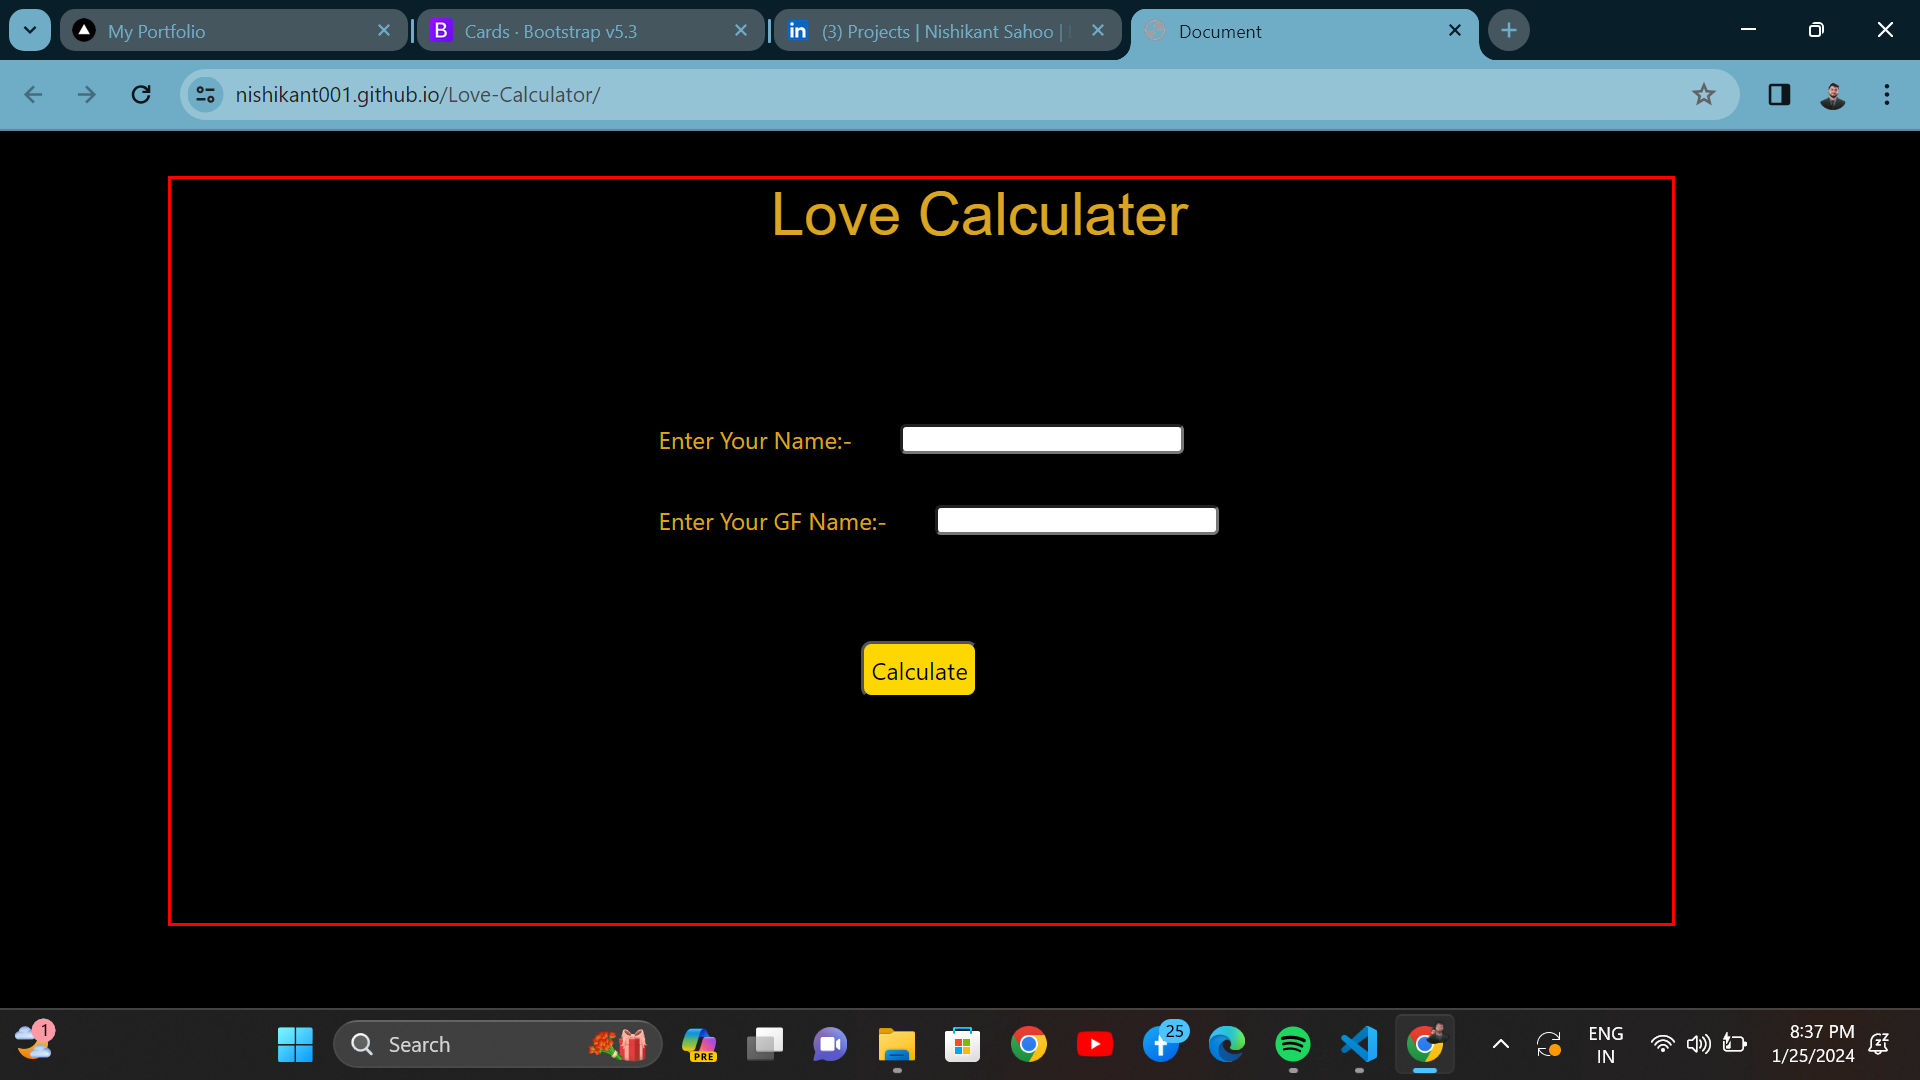 My Portfolio
B Cards · Bootstrap v5.3
in (3) Projects | Nishikant Sahoo |
Document
nishikant001.github.io/Love-Calculator/
Love Calculater
Enter Your Name:-
Enter Your GF Name:-
Calculate
1
Search
PRE
25
ENG
IN
8:37 PM
1/25/2024